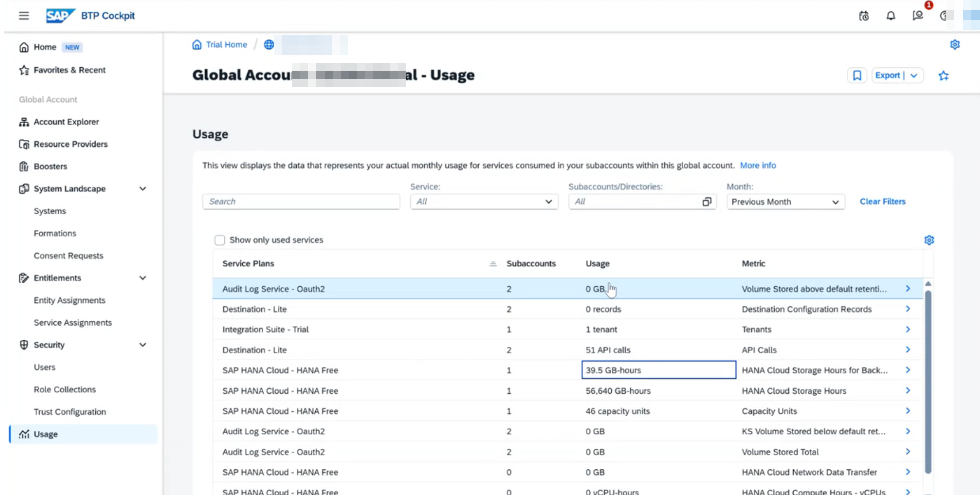 SAP BTP Cockpit
1
Home NEW
Favorites & Recent
Global Account
Account Explorer
Resource Providers
Boosters
System Landscape
Systems
Formations
Consent Requests
Entitlements
Entity Assignments
Service Assignments
Security
Users
Role Collections
Trust Configuration
Usage
Trial Home /
Global Accou al - Usage
Export
Usage
This view displays the data that represents your actual monthly usage for services consumed in your subaccounts within this global account. More info
Service: Subaccounts/Directories: Month:
Search All All Previous Month Clear Filters
Show only used services
Service Plans Subaccounts Usage Metric
Audit Log Service - Oauth2 2 0 GB Volume Stored above default retenti...
Destination - Lite 2 0 records Destination Configuration Records
Integration Suite - Trial 1 1 tenant Tenants
Destination - Lite 2 51 API calls API Calls
SAP HANA Cloud - HANA Free 1 39.5 GB-hours HANA Cloud Storage Hours for Back...
SAP HANA Cloud - HANA Free 1 56,640 GB-hours HANA Cloud Storage Hours
SAP HANA Cloud - HANA Free 1 46 capacity units Capacity Units
Audit Log Service - Oauth2 2 0 GB KS Volume Stored below default ret...
Audit Log Service - Oauth2 2 0 GB Volume Stored Total
SAP HANA Cloud - HANA Free 0 0 GB HANA Cloud Network Data Transfer
SAP HANA Cloud - HANA Free 0 0 vCPU-hours HANA Cloud Compute Hours - vCPUs